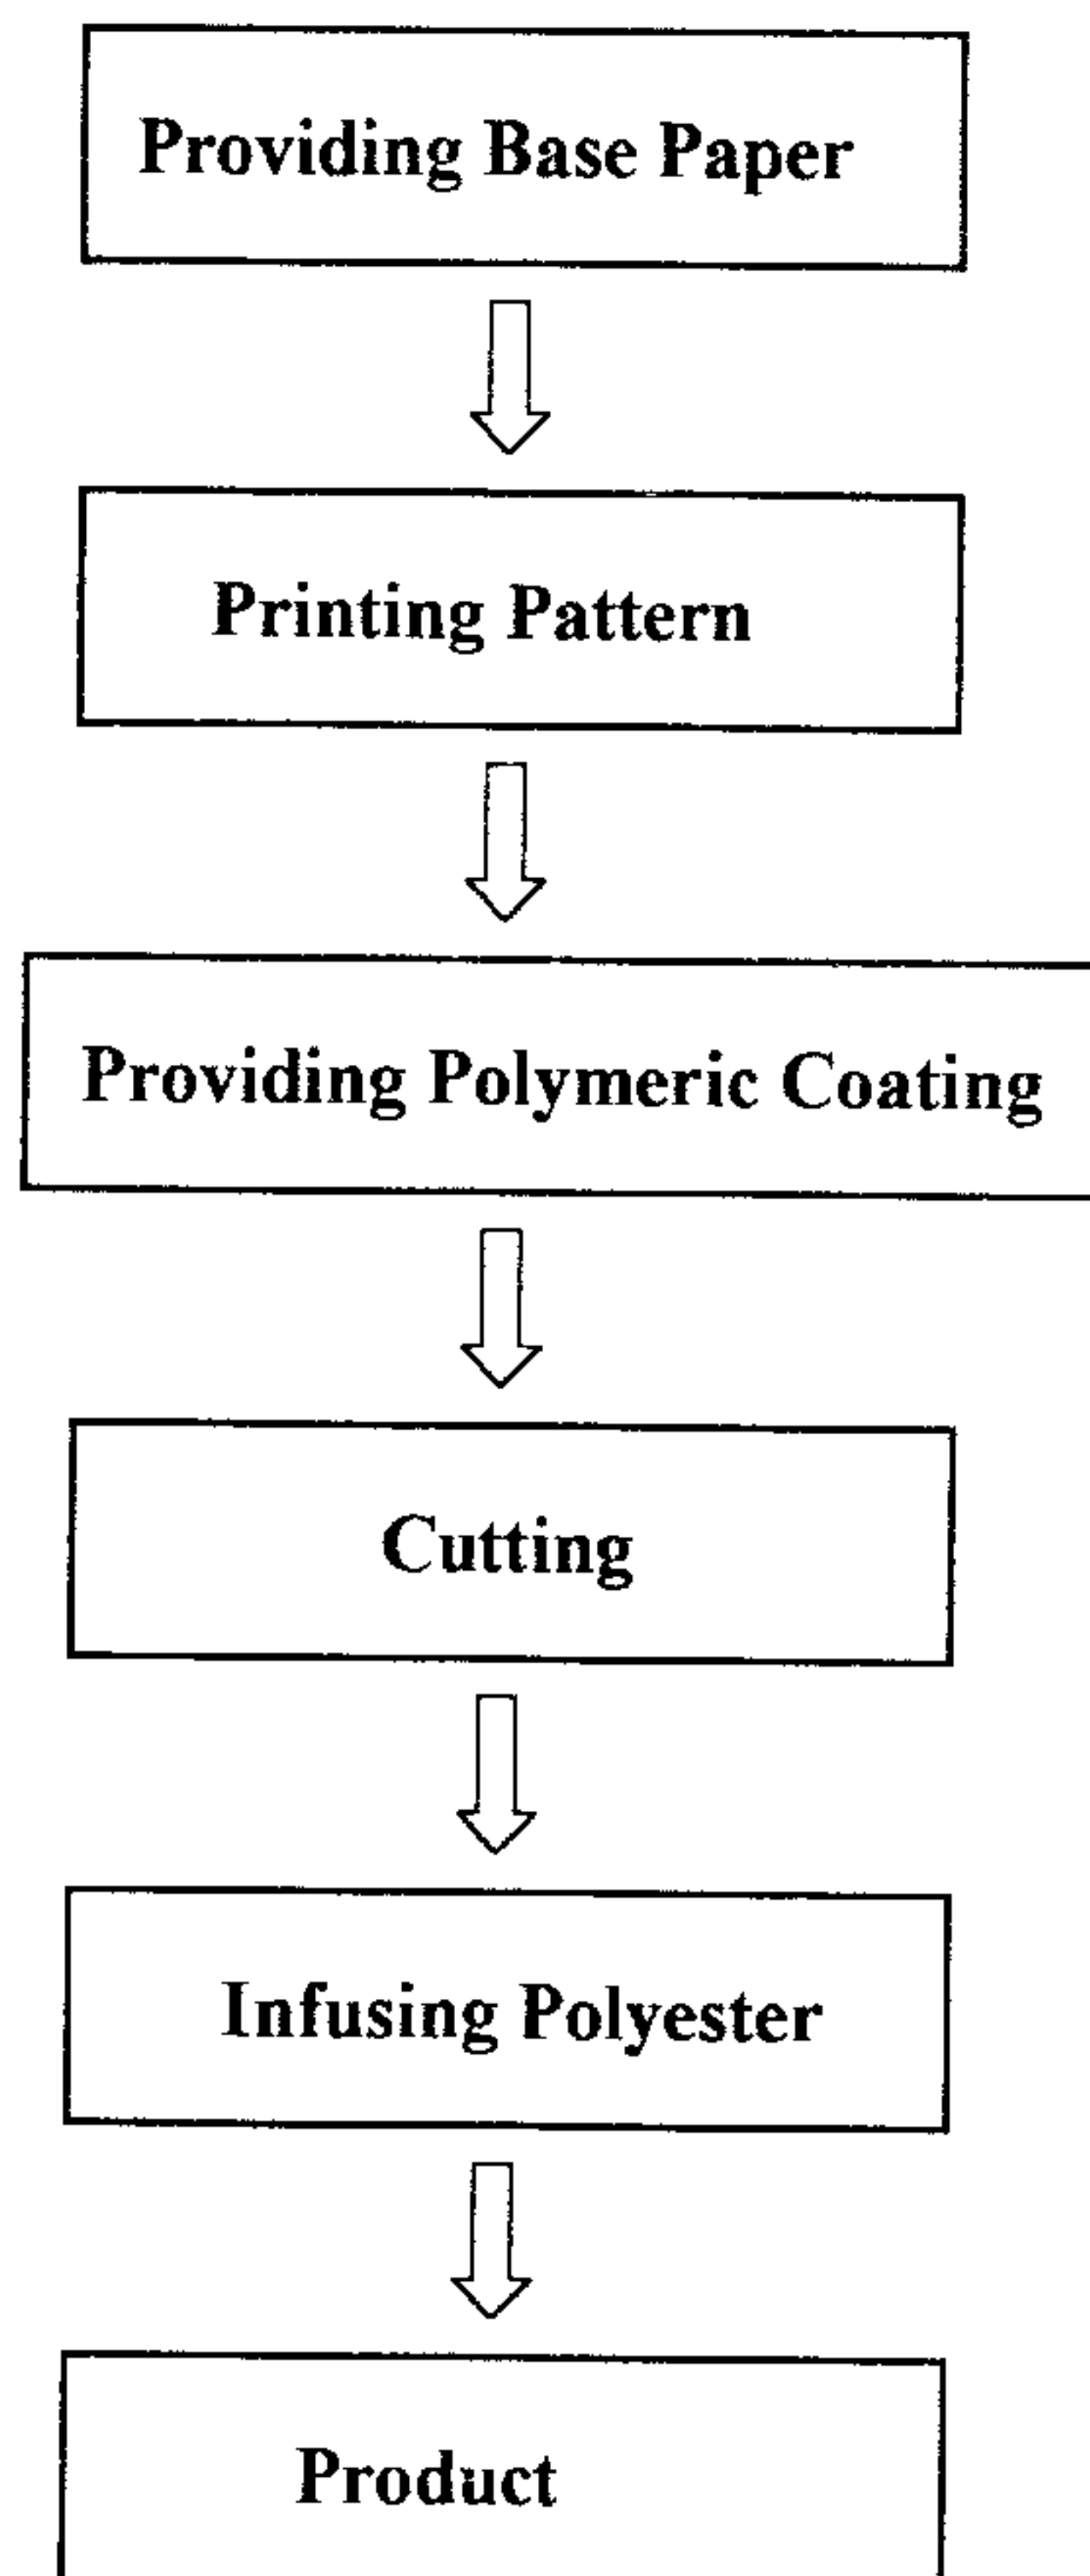 Providing Base Paper
Printing Pattern
Providing Polymeric Coating
Cutting
Infusing Polyester
Product